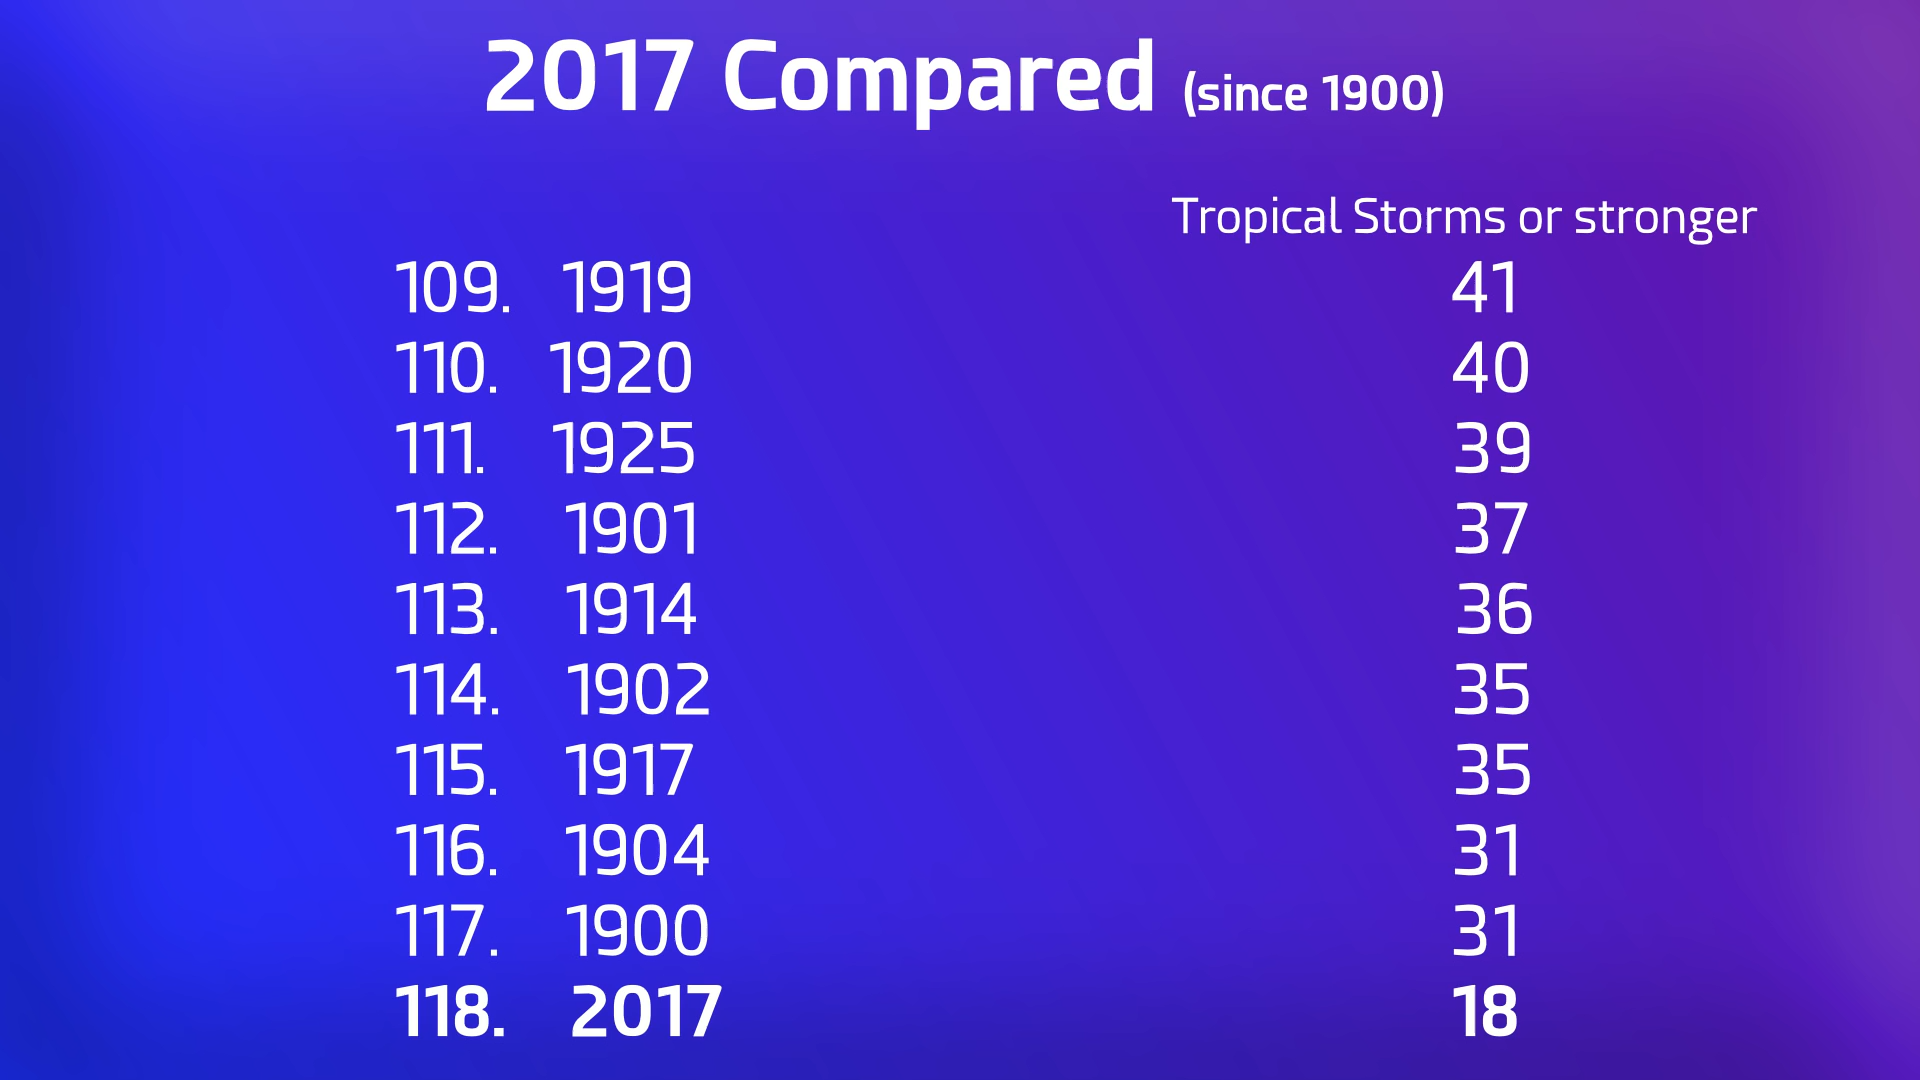 2017 Compared (since 1900)
Tropical Storms or stronger
109. 1919 41
110. 1920 40
111. 1925 39
112. 1901 37
113. 1914 36
114. 1902 35
115. 1917 35
116. 1904 31
117. 1900 31
118. 2017 18